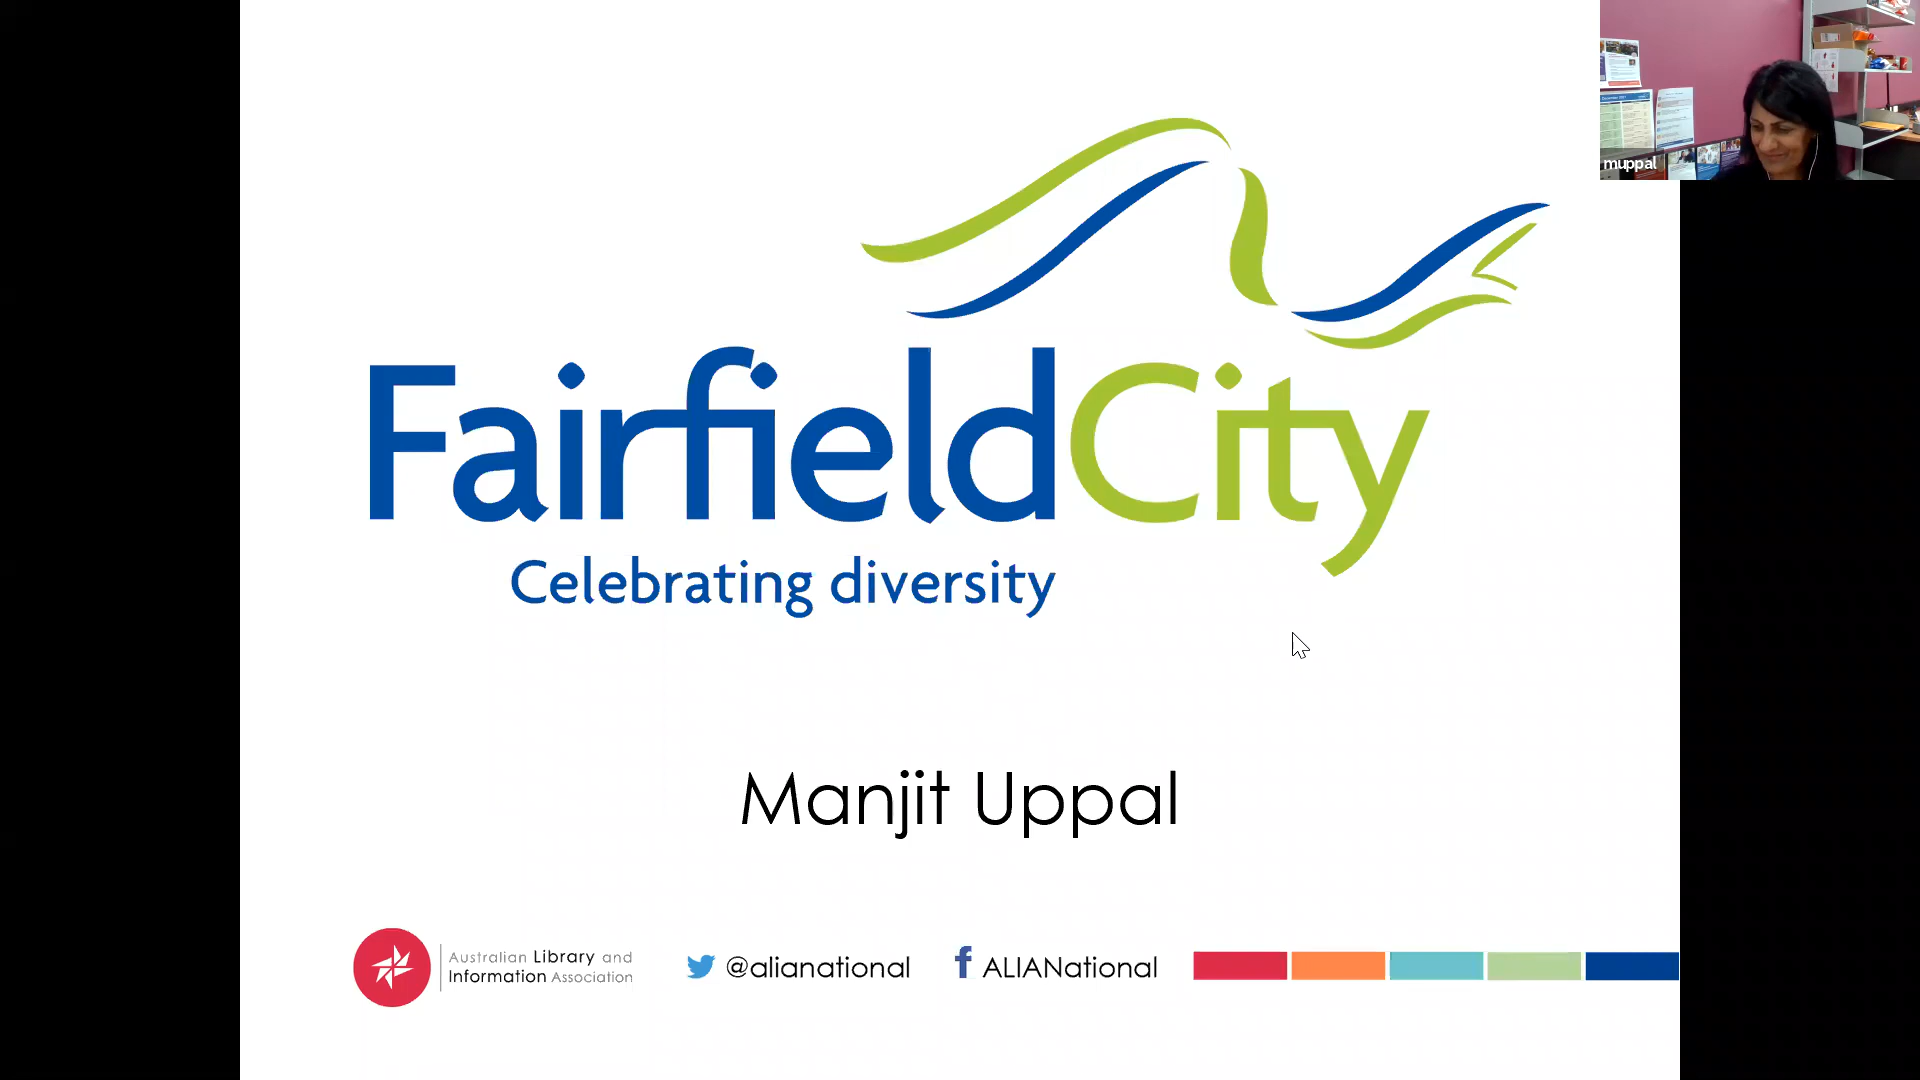 muppal
FairfieldCity
Celebrating diversity
Manjit Uppal
Australian Library and
Information Association
@alianational
f ALIANational